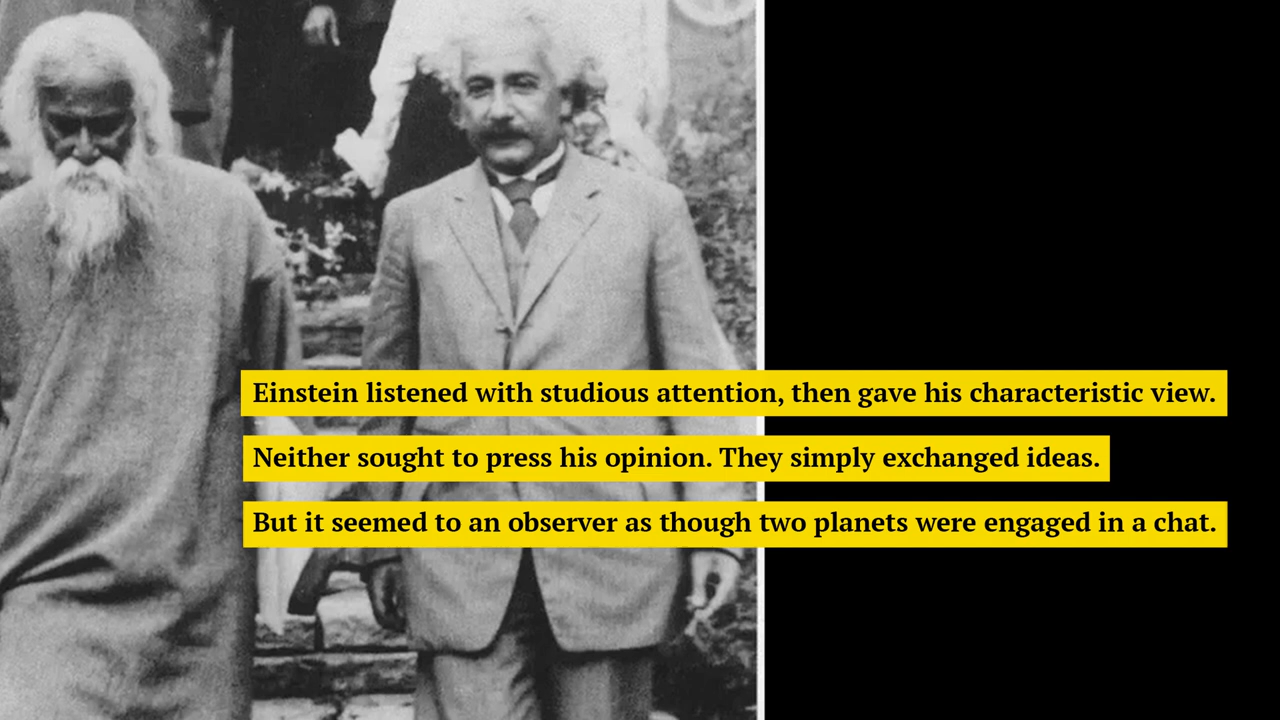 Einstein listened with studious attention, then gave his characteristic view.
Neither sought to press his opinion. They simply exchanged ideas.
But it seemed to an observer as though two planets were engaged in a chat.